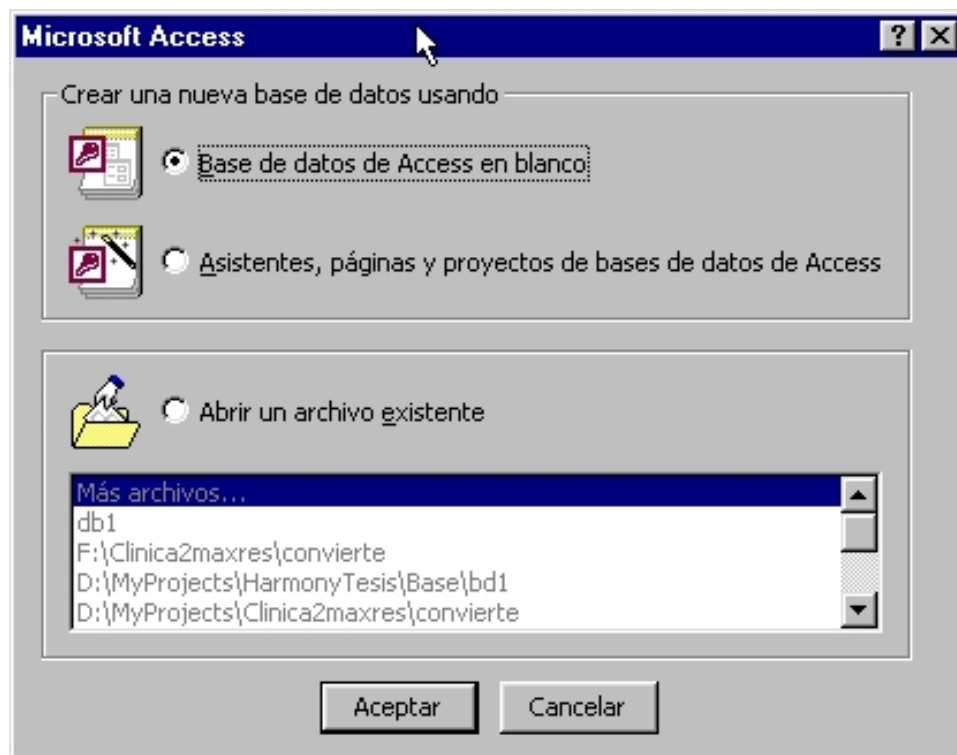 Microsoft Access
Crear una nueva base de datos usando
Base de datos de Access en blanco
Asistentes, páginas y proyectos de bases de datos de Access
Abrir un archivo existente
Más archivos...
db1
F:\Clinica2maxres\convierte
D:\MyProjects\HarmonyTesis\Base\bd1
D:\MyProjects\Clinica2maxres\convierte
Aceptar Cancelar